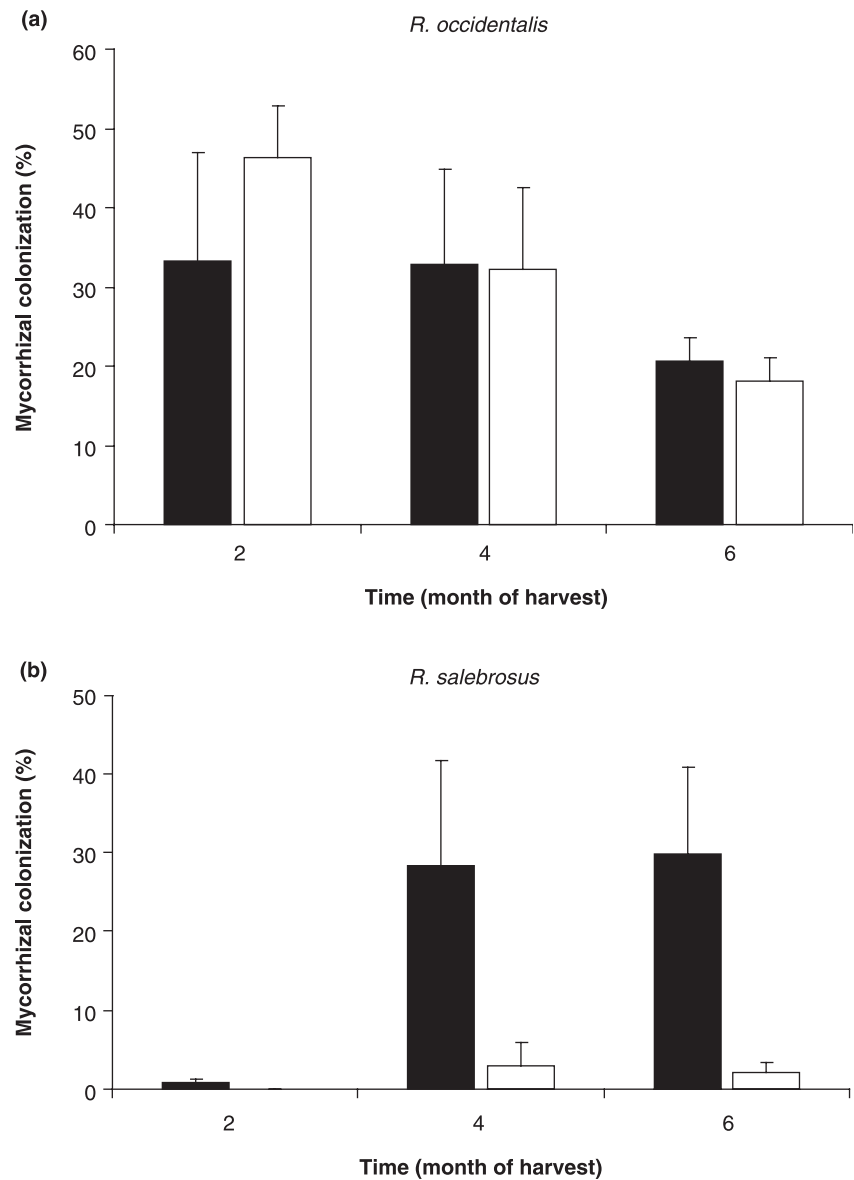 (a)
R. occidentalis
60
50
40
30
20
10
0
Mycorrhizal colonization (%)
2 4 6
Time (month of harvest)
(b)
R. salebrosus
50
40
30
20
10
0
Mycorrhizal colonization (%)
2 4 6
Time (month of harvest)